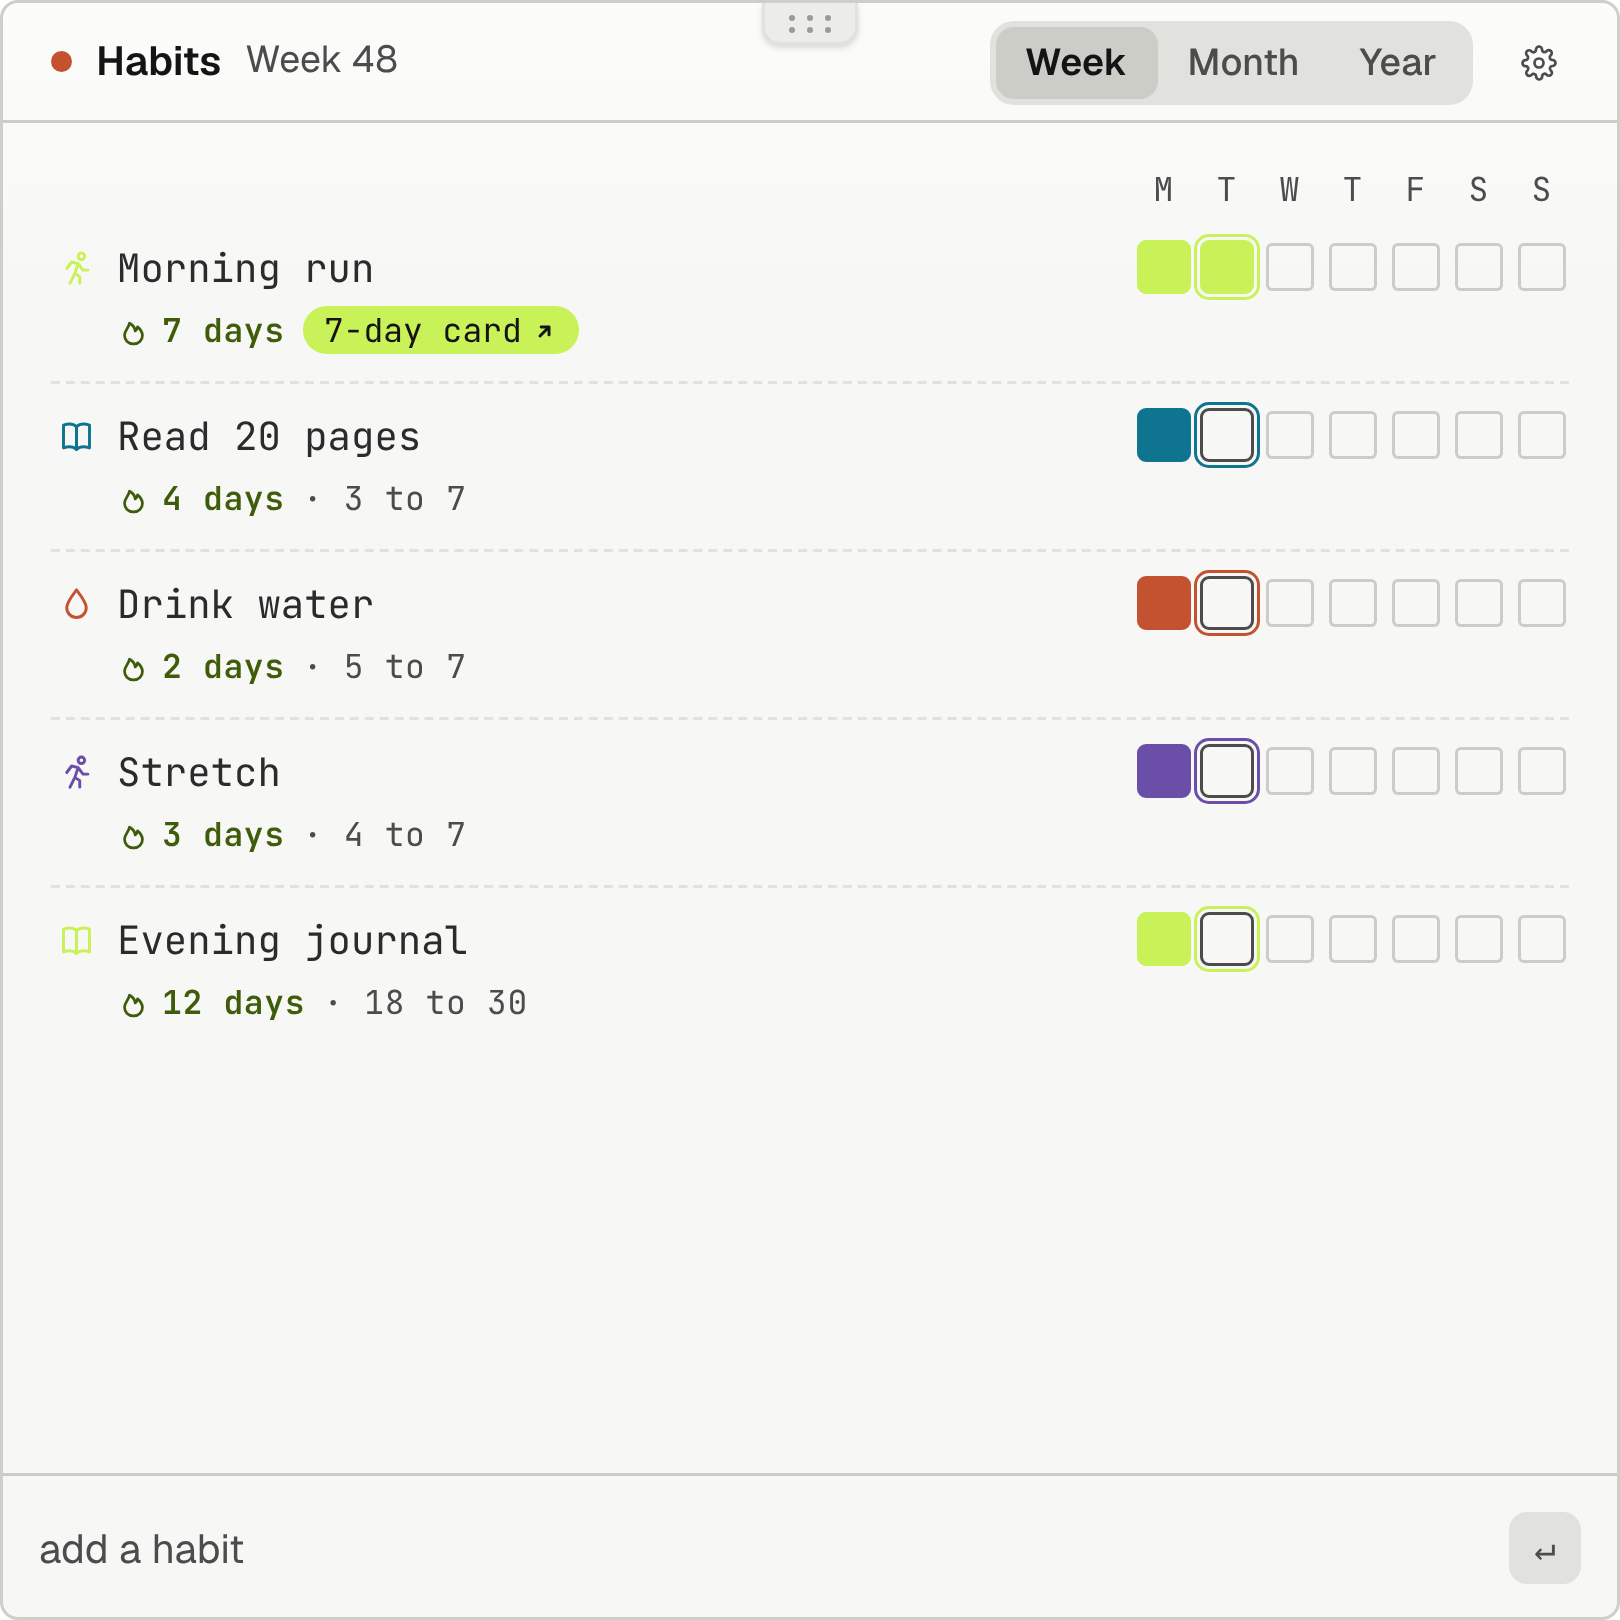 Habits Week 48 Week Month Year
M T W T F S S
Morning run
7 days 7-day card ↗
Read 20 pages
4 days · 3 to 7
Drink water
2 days · 5 to 7
Stretch
3 days · 4 to 7
Evening journal
12 days · 18 to 30
add a habit ↵